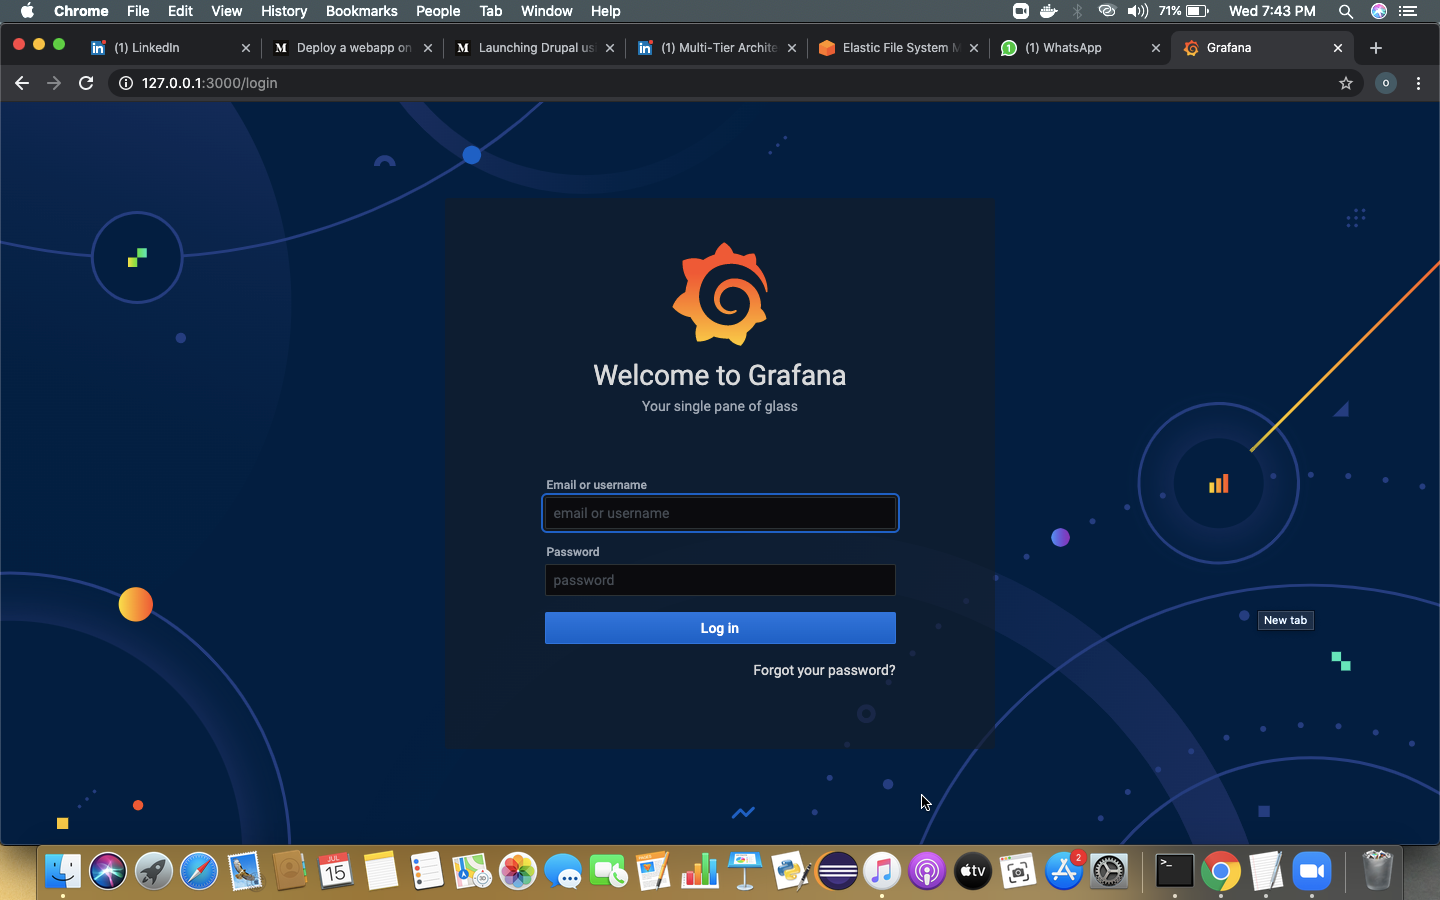 Chrome File Edit View History Bookmarks People Tab Window Help 71% Wed 7:43 PM
(1) LinkedIn Deploy a webapp on Launching Drupal usi (1) Multi-Tier Archite Elastic File System M (1) WhatsApp Grafana
127.0.0.1:3000/login
Welcome to Grafana
Your single pane of glass
Email or username
email or username
Password
password
Log in
New tab
Forgot your password?
JUL
15
tv
2